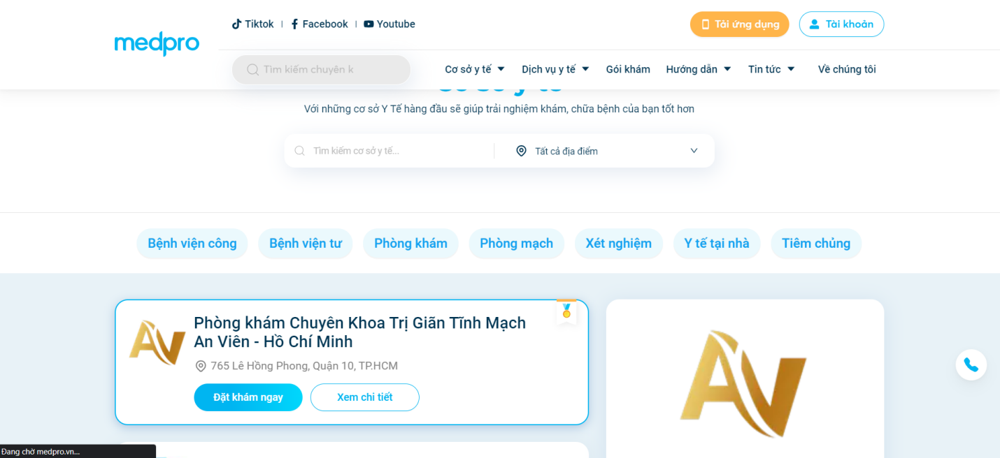 Tiktok
Facebook
Youtube
Tải ứng dụng
Tài khoản
medpro
Tìm kiếm chuyên k
Cơ sở y tế
Dịch vụ y tế
Gói khám
Hướng dẫn
Tin tức
Về chúng tôi
Với những cơ sở Y Tế hàng đầu sẽ giúp trải nghiệm khám, chữa bệnh của bạn tốt hơn
Tìm kiếm cơ sở y tế...
Tất cả địa điểm
Bệnh viện công
Bệnh viện tư
Phòng khám
Phòng mạch
Xét nghiệm
Y tế tại nhà
Tiêm chủng
AV
Phòng khám Chuyên Khoa Trị Giãn Tĩnh Mạch
An Viên - Hồ Chí Minh
765 Lê Hồng Phong, Quận 10, TP.HCM
Đặt khám ngay
Xem chi tiết
AV
Đang chờ medpro.vn...